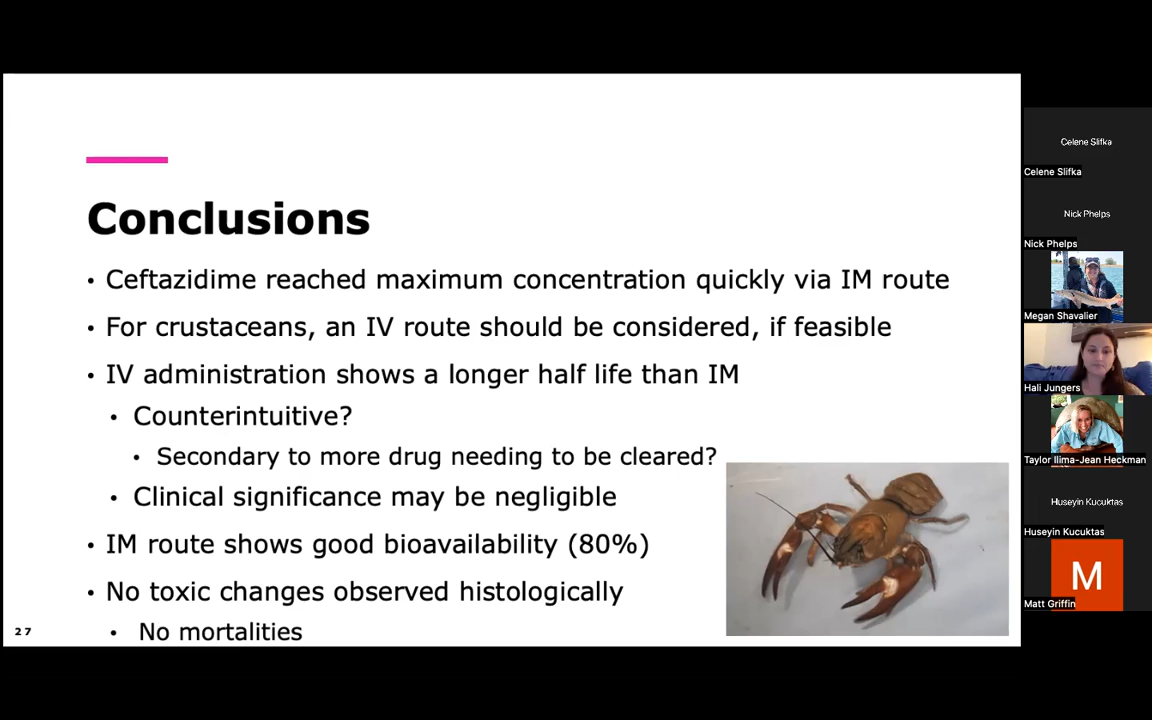 Conclusions
• Ceftazidime reached maximum concentration quickly via IM route
• For crustaceans, an IV route should be considered, if feasible
• IV administration shows a longer half life than IM
• Counterintuitive?
• Secondary to more drug needing to be cleared?
• Clinical significance may be negligible
• IM route shows good bioavailability (80%)
• No toxic changes observed histologically
• No mortalities
27
Celene Slifka
Celene Slifka
Nick Phelps
Nick Phelps
Megan Shavalier
Hali Jungers
Taylor Ilima-Jean Heckman
Huseyin Kucuktas
Huseyin Kucuktas
M
Matt Griffin